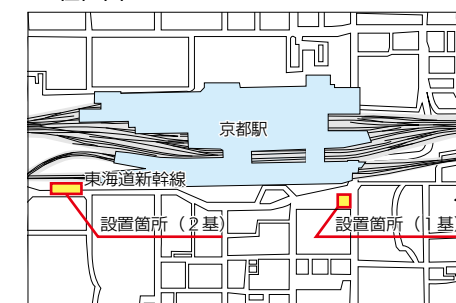 京都駅
東海道新幹線
設置箇所（２基）
設置箇所（１基）